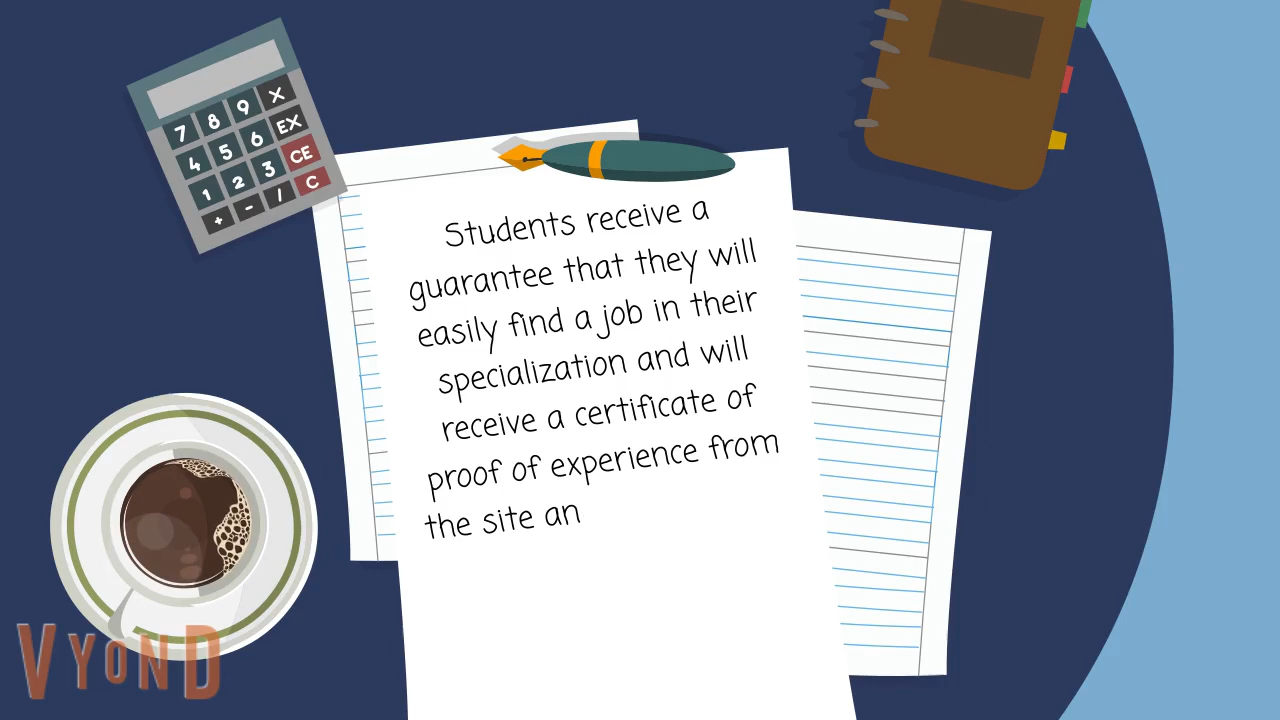 7 8 9 X
4 5 6 EX
1 2 3 CE
+ - / C
Students receive a
guarantee that they will
easily find a job in their
specialization and will
receive a certificate of
proof of experience from
the site an
VYOND